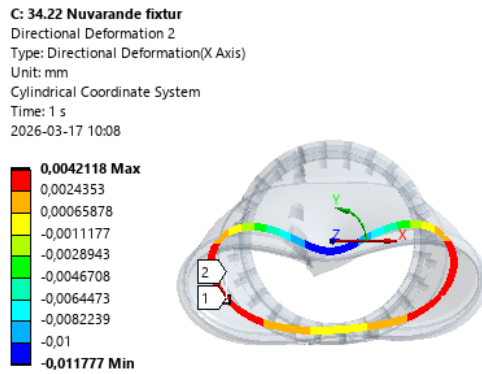 C: 34.22 Nuvarande fixtur
Directional Deformation 2
Type: Directional Deformation(X Axis)
Unit: mm
Cylindrical Coordinate System
Time: 1 s
2026-03-17 10:08
0,0042118 Max
0,0024353
0,00065878
-0,0011177
-0,0028943
-0,0046708
-0,0064473
-0,0082239
-0,01
-0,011777 Min
Y
Z
X
2
1